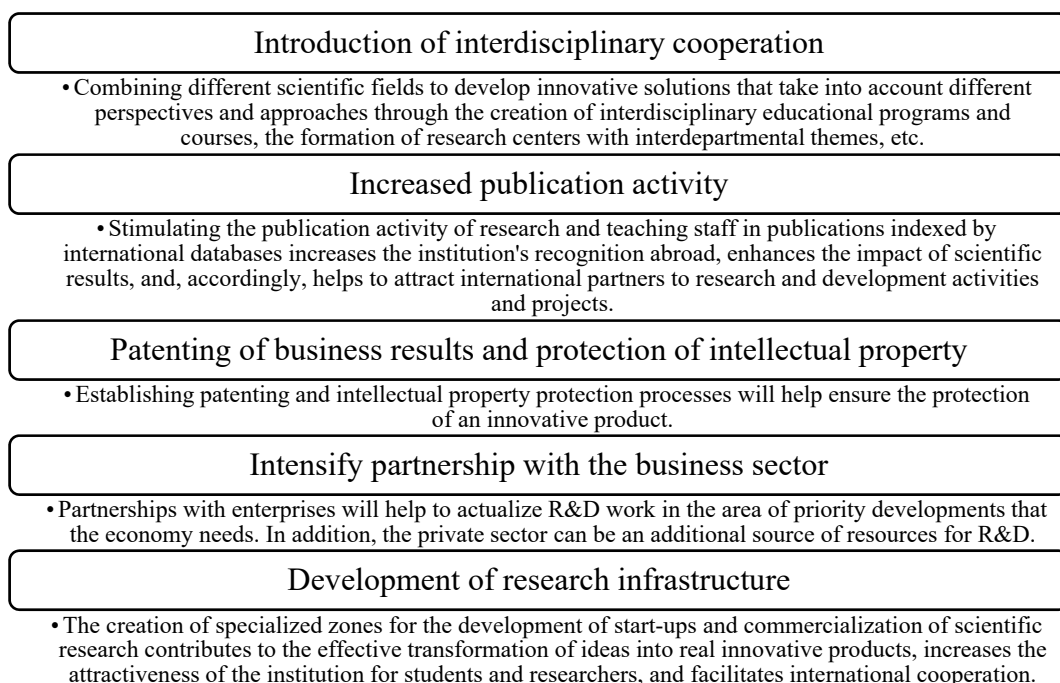 Introduction of interdisciplinary cooperation
• Combining different scientific fields to develop innovative solutions that take into account different
perspectives and approaches through the creation of interdisciplinary educational programs and
courses, the formation of research centers with interdepartmental themes, etc.
Increased publication activity
• Stimulating the publication activity of research and teaching staff in publications indexed by
international databases increases the institution's recognition abroad, enhances the impact of scientific
results, and, accordingly, helps to attract international partners to research and development activities
and projects.
Patenting of business results and protection of intellectual property
• Establishing patenting and intellectual property protection processes will help ensure the protection
of an innovative product.
Intensify partnership with the business sector
• Partnerships with enterprises will help to actualize R&D work in the area of priority developments that
the economy needs. In addition, the private sector can be an additional source of resources for R&D.
Development of research infrastructure
• The creation of specialized zones for the development of start-ups and commercialization of scientific
research contributes to the effective transformation of ideas into real innovative products, increases the
attractiveness of the institution for students and researchers, and facilitates international cooperation.